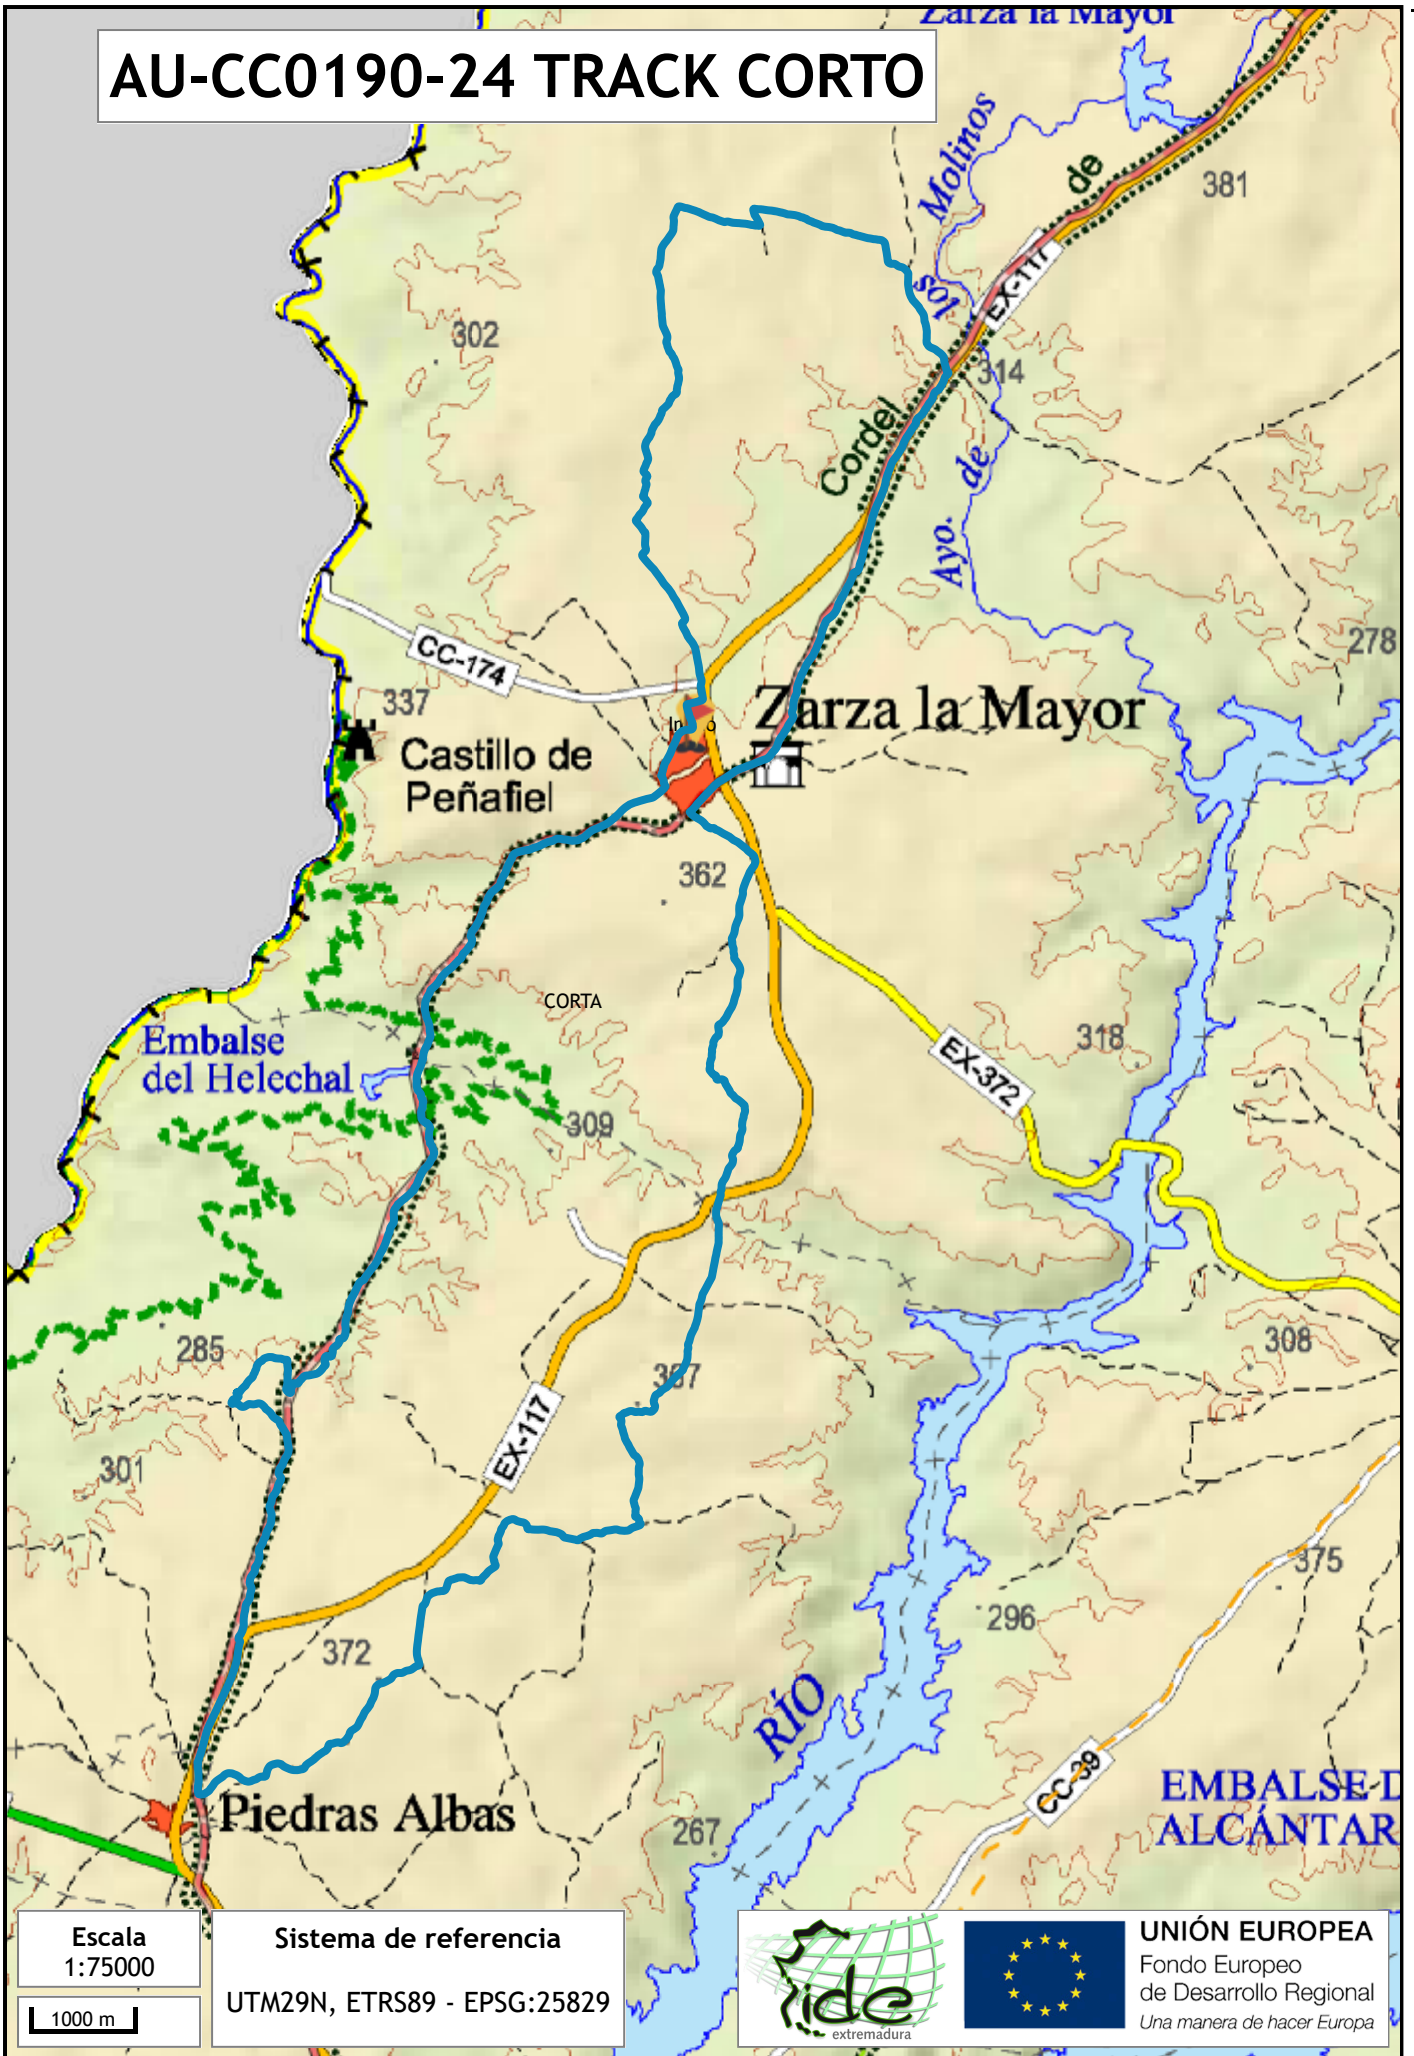 Zarza la Mayor
AU-CC0190-24 TRACK CORTO
Molinos
de
381
los
EX-117
302
314
Cordel
de
Ayo.
278
CC-174
337
Zarza la Mayor
Castillo de
Peñafiel
362
CORTA
318
Embalse
del Helechal
EX-372
309
285
308
367
EX-117
301
375
296
372
RÍO
CC-39
EMBALSE D
ALCÁNTAR
Piedras Albas
267
Escala
1:75000
1000 m
Sistema de referencia
UTM29N, ETRS89 - EPSG:25829
ide
extremadura
UNIÓN EUROPEA
Fondo Europeo
de Desarrollo Regional
Una manera de hacer Europa